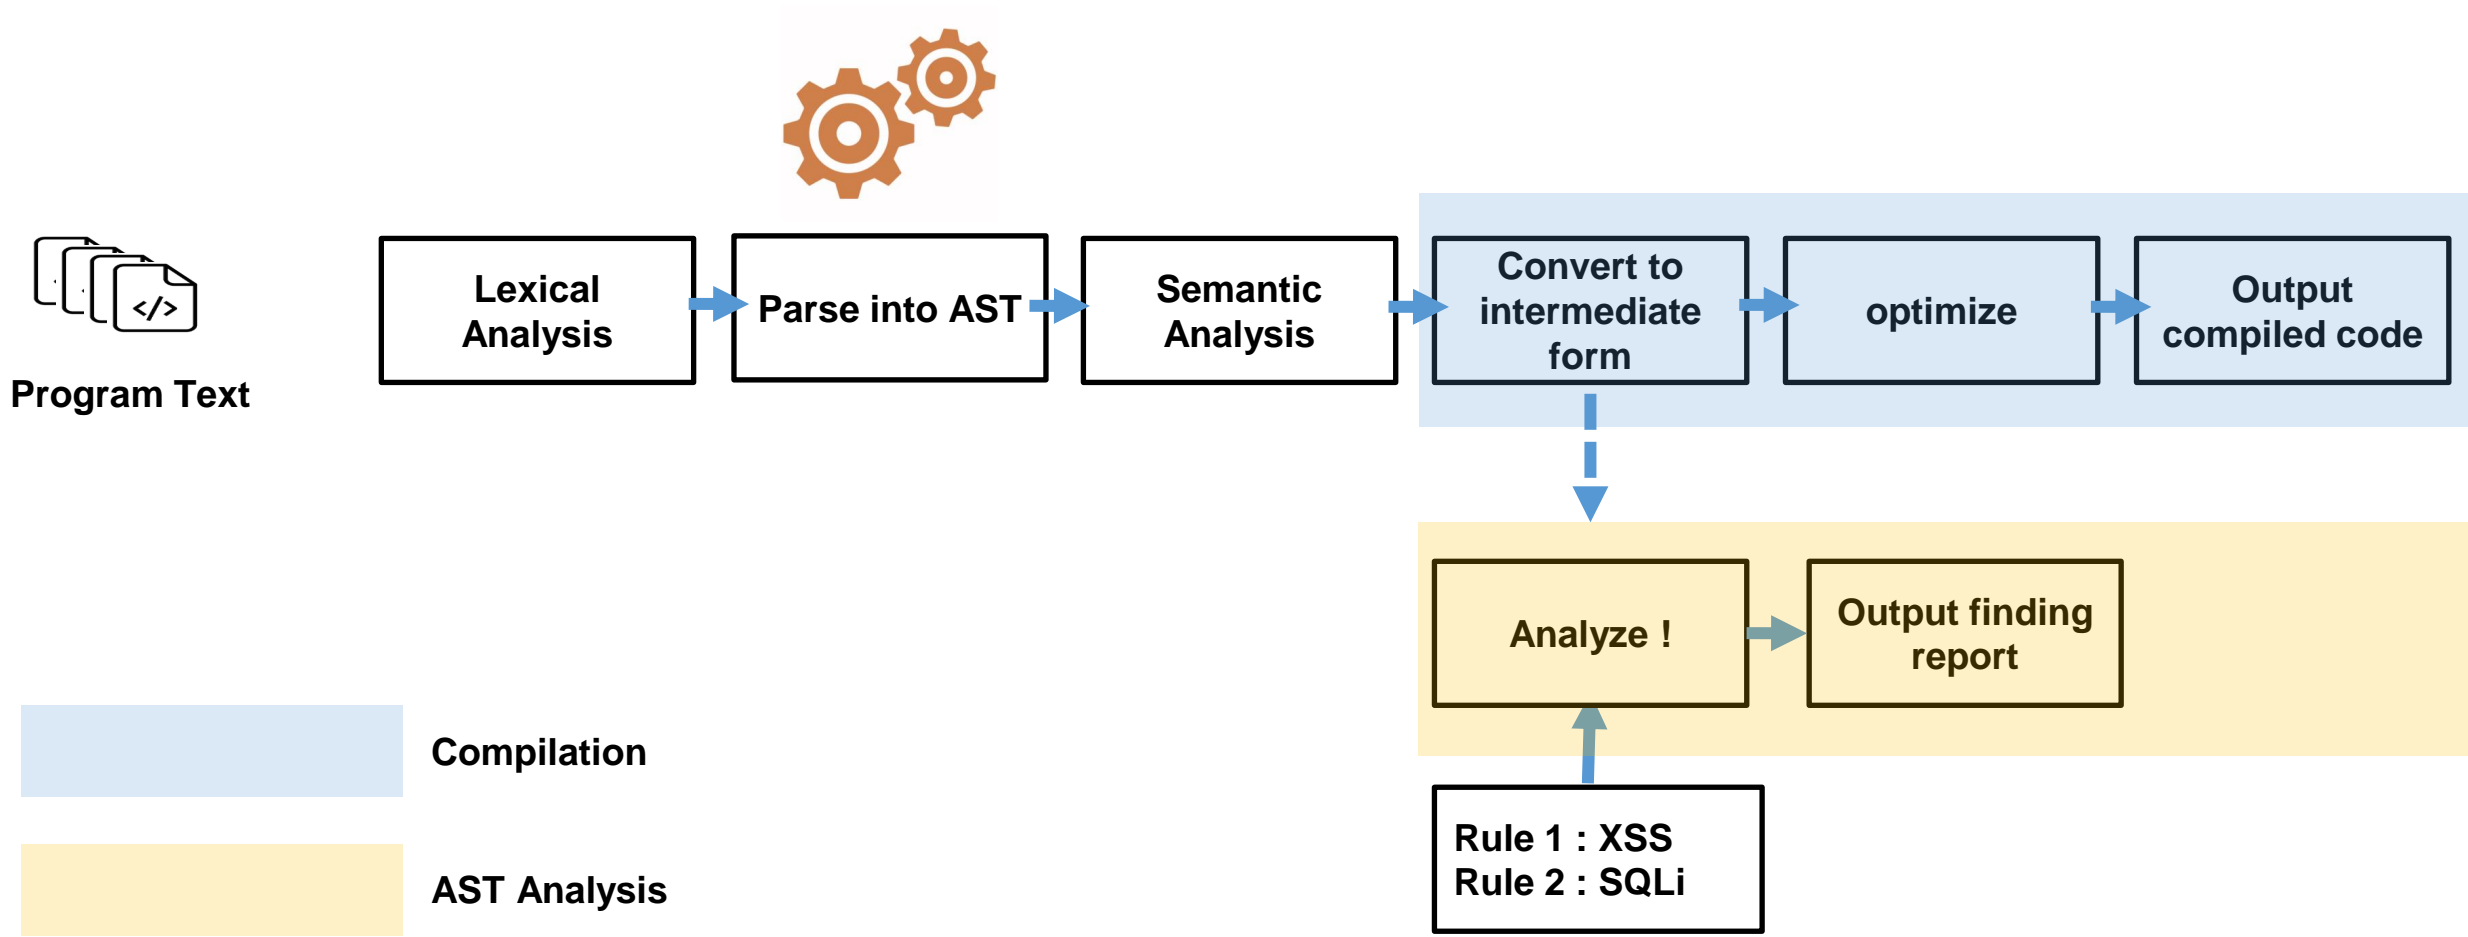 </>
Program Text
Lexical
Analysis
Parse into AST
Semantic
Analysis
Convert to
intermediate
form
optimize
Output
compiled code
Analyze !
Output finding
report
Rule 1 : XSS
Rule 2 : SQLi
Compilation
AST Analysis